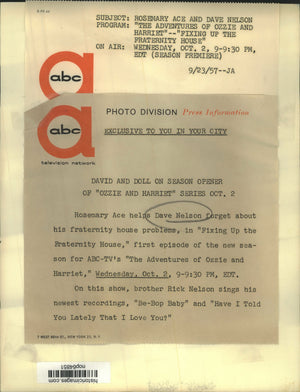 SUBJECT: ROSEMARY ACE AND DAVE NELSON
PROGRAM: "THE ADVENTURES OF OZZIE AND
HARRIET"--"FIXING UP THE
FRATERNITY HOUSE"
ON AIR: WEDNESDAY, OCT. 2, 9-9:30 PM,
EDT (SEASON PREMIERE)
9/23/57--JA
abc
PHOTO DIVISION Press Information
abc
EXCLUSIVE TO YOU IN YOUR CITY
television network
DAVID AND DOLL ON SEASON OPENER
OF "OZZIE AND HARRIET" SERIES OCT. 2
Rosemary Ace helps Dave Nelson forget about
his fraternity house problems, in "Fixing Up the
Fraternity House," first episode of the new sea-
son for ABC-TV's "The Adventures of Ozzie and
Harriet," Wednesday, Oct. 2, 9-9:30 PM, EDT.
On this show, brother Rick Nelson sings his
newest recordings, "Be-Bop Baby" and "Have I Told
You Lately That I Love You?"
7 WEST 66th ST., NEW YORK 23, N. Y.
historicimages.com
nop64851